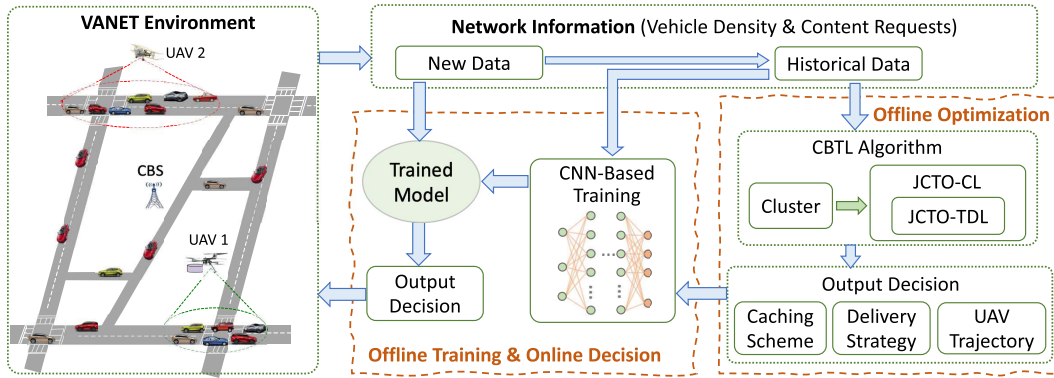 VANET Environment
UAV 2
CBS
UAV 1
Network Information (Vehicle Density & Content Requests)
New Data
Historical Data
Trained
Model
CNN-Based
Training
Output
Decision
Offline Training & Online Decision
Offline Optimization
CBTL Algorithm
Cluster
JCTO-CL
JCTO-TDL
Output Decision
Caching
Scheme
Delivery
Strategy
UAV
Trajectory